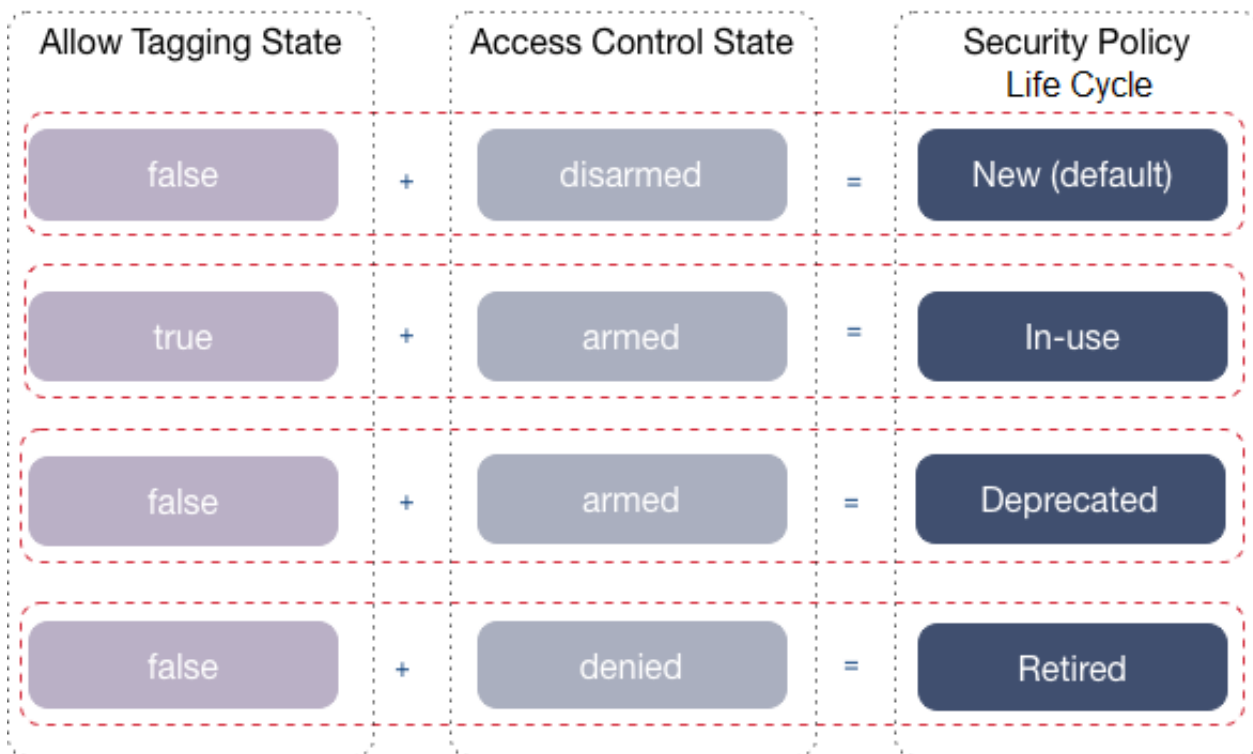 Allow Tagging State
Access Control State
Security Policy
Life Cycle
false + disarmed = New (default)
true + armed = In-use
false + armed = Deprecated
false + denied = Retired